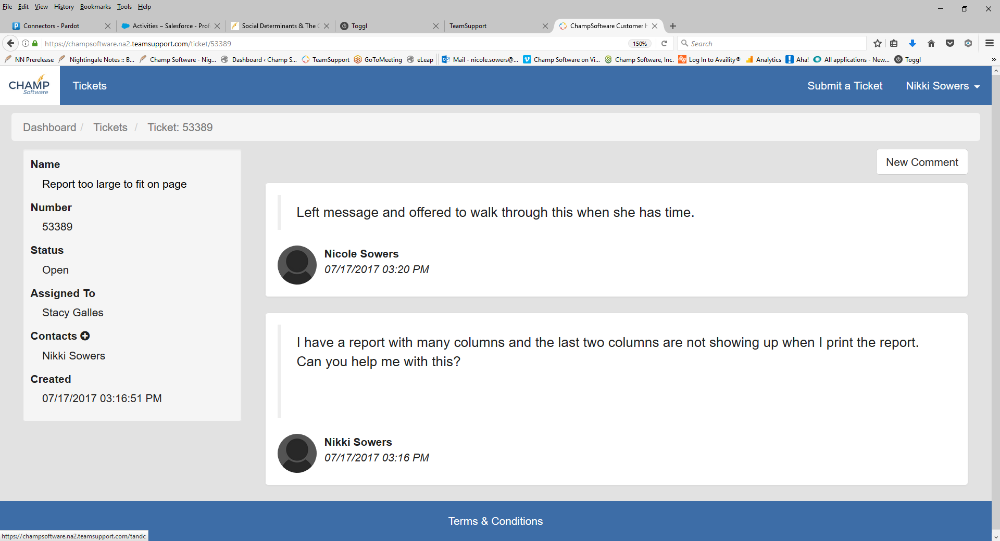 File Edit View History Bookmarks Tools Help
Connectors - Pardot
Activities ~ Salesforce - Prof
Social Determinants & The
Toggl
TeamSupport
ChampSoftware Customer
https://champsoftware.na2.teamsupport.com/ticket/53389
150%
Search
NN Prerelease
Nightingale Notes :: B...
Champ Software - Nig...
Dashboard ‹ Champ S...
TeamSupport
GoToMeeting
eLeap
Mail - nicole.sowers@...
Champ Software on Vi...
Champ Software, Inc.
Log In to Availity®
Analytics
Aha!
All applications - New...
Toggl
»
CHAMP
Software
Tickets
Submit a Ticket
Nikki Sowers
Dashboard / Tickets / Ticket: 53389
Name
Report too large to fit on page
Number
53389
Status
Open
Assigned To
Stacy Galles
Contacts
Nikki Sowers
Created
07/17/2017 03:16:51 PM
New Comment
Left message and offered to walk through this when she has time.
Nicole Sowers
07/17/2017 03:20 PM
I have a report with many columns and the last two columns are not showing up when I print the report.
Can you help me with this?
Nikki Sowers
07/17/2017 03:16 PM
Terms & Conditions
https://champsoftware.na2.teamsupport.com/tandc